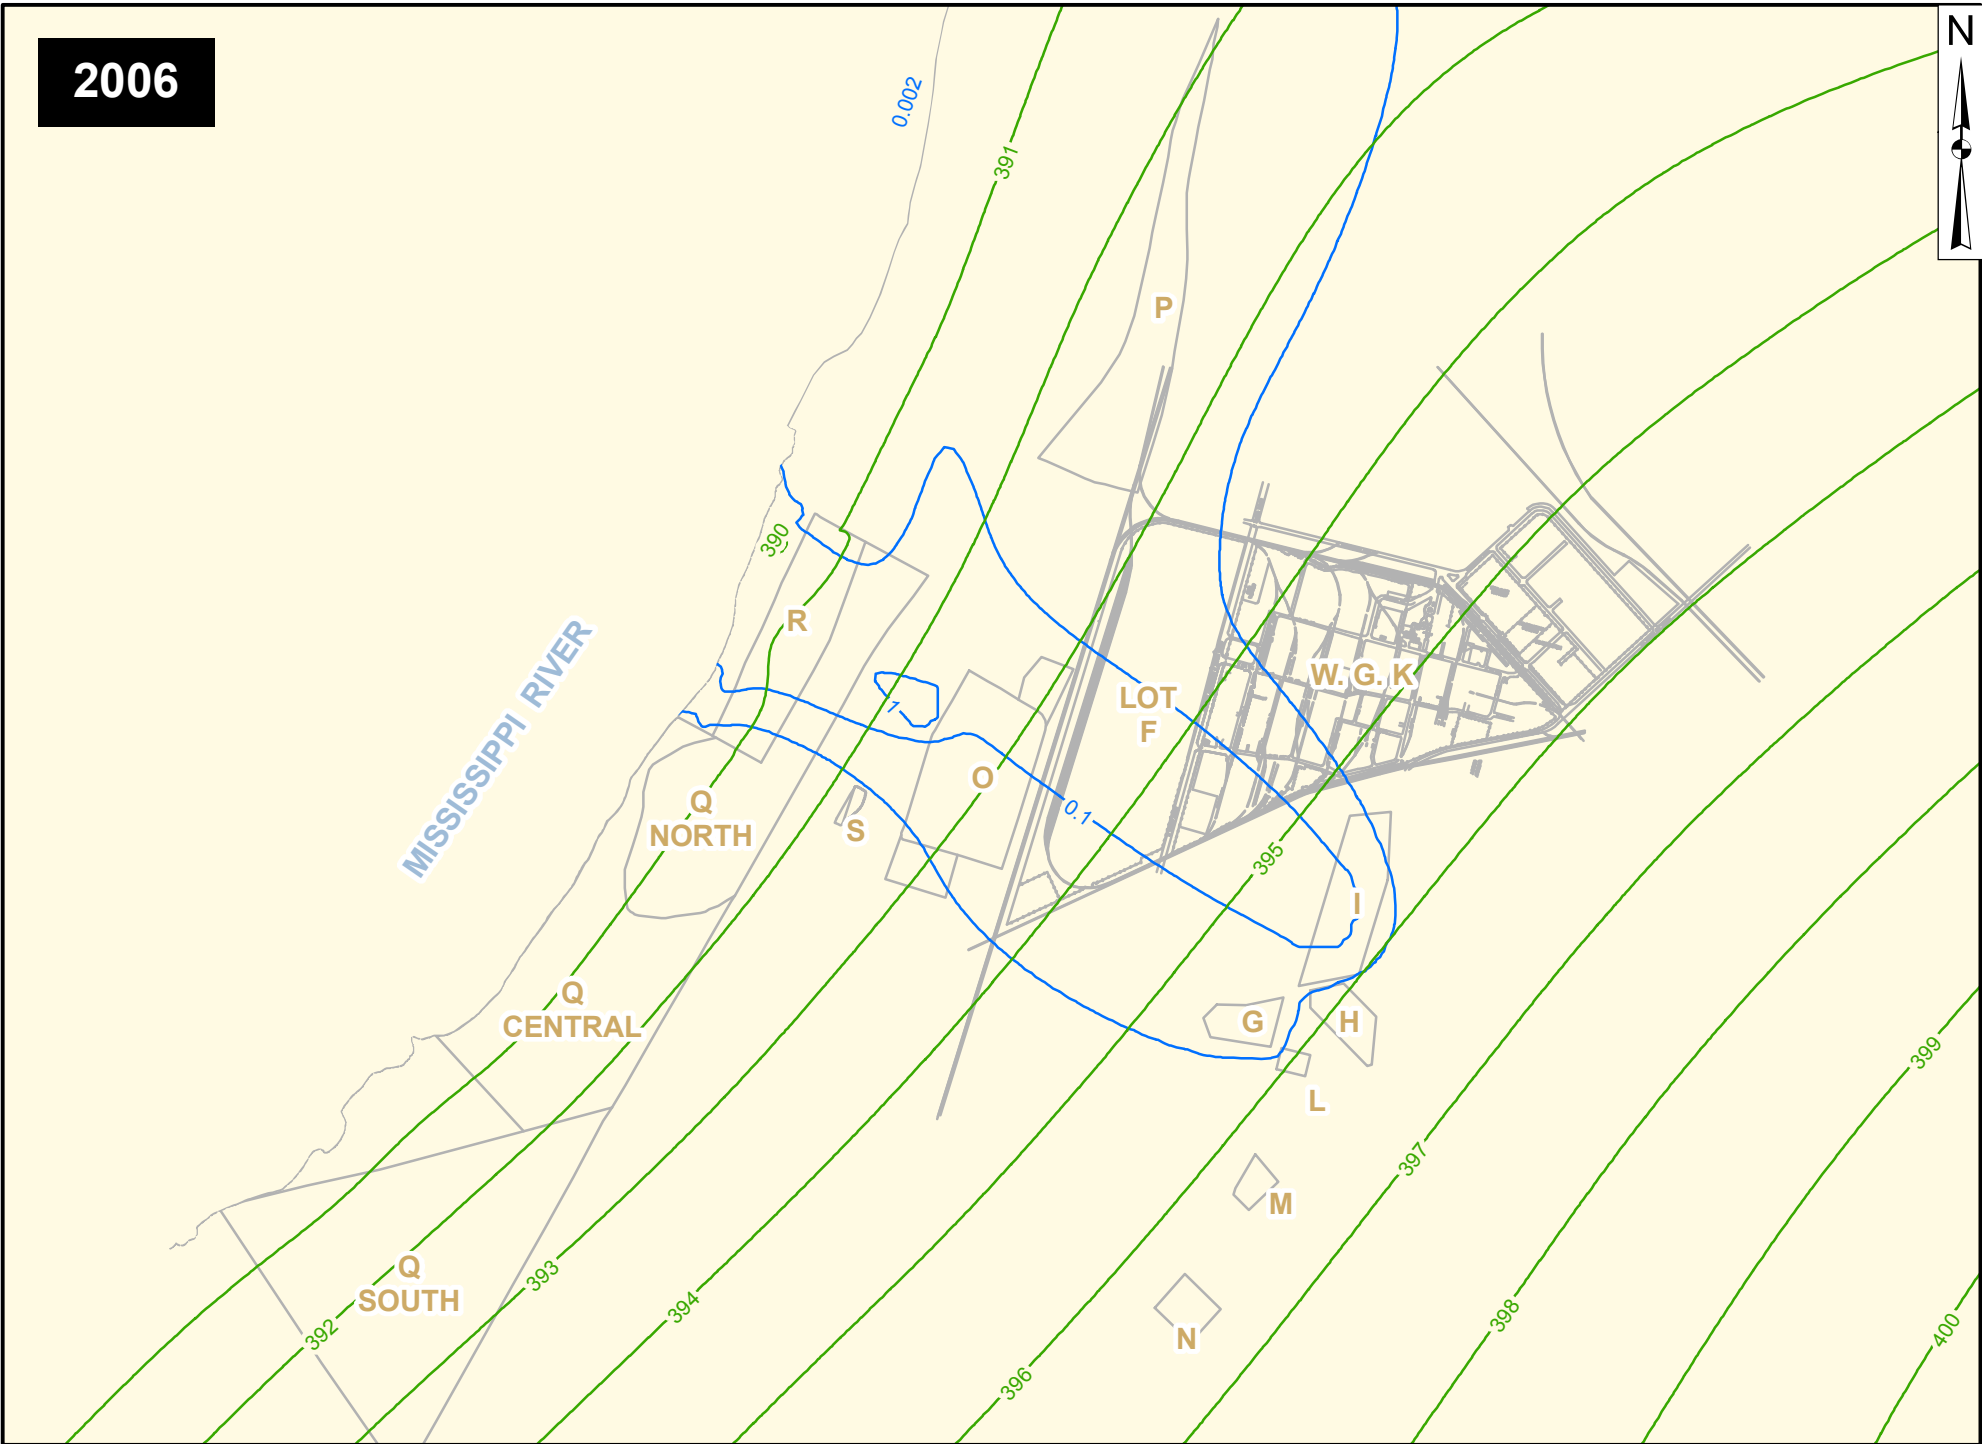 2006
N
0.002
391
P
390
R
MISSISSIPPI RIVER
W. G. K
LOT
F
1
O
0.1
Q
NORTH
S
395
I
Q
CENTRAL
G
H
L
399
397
M
Q
SOUTH
393
394
392
398
400
N
396